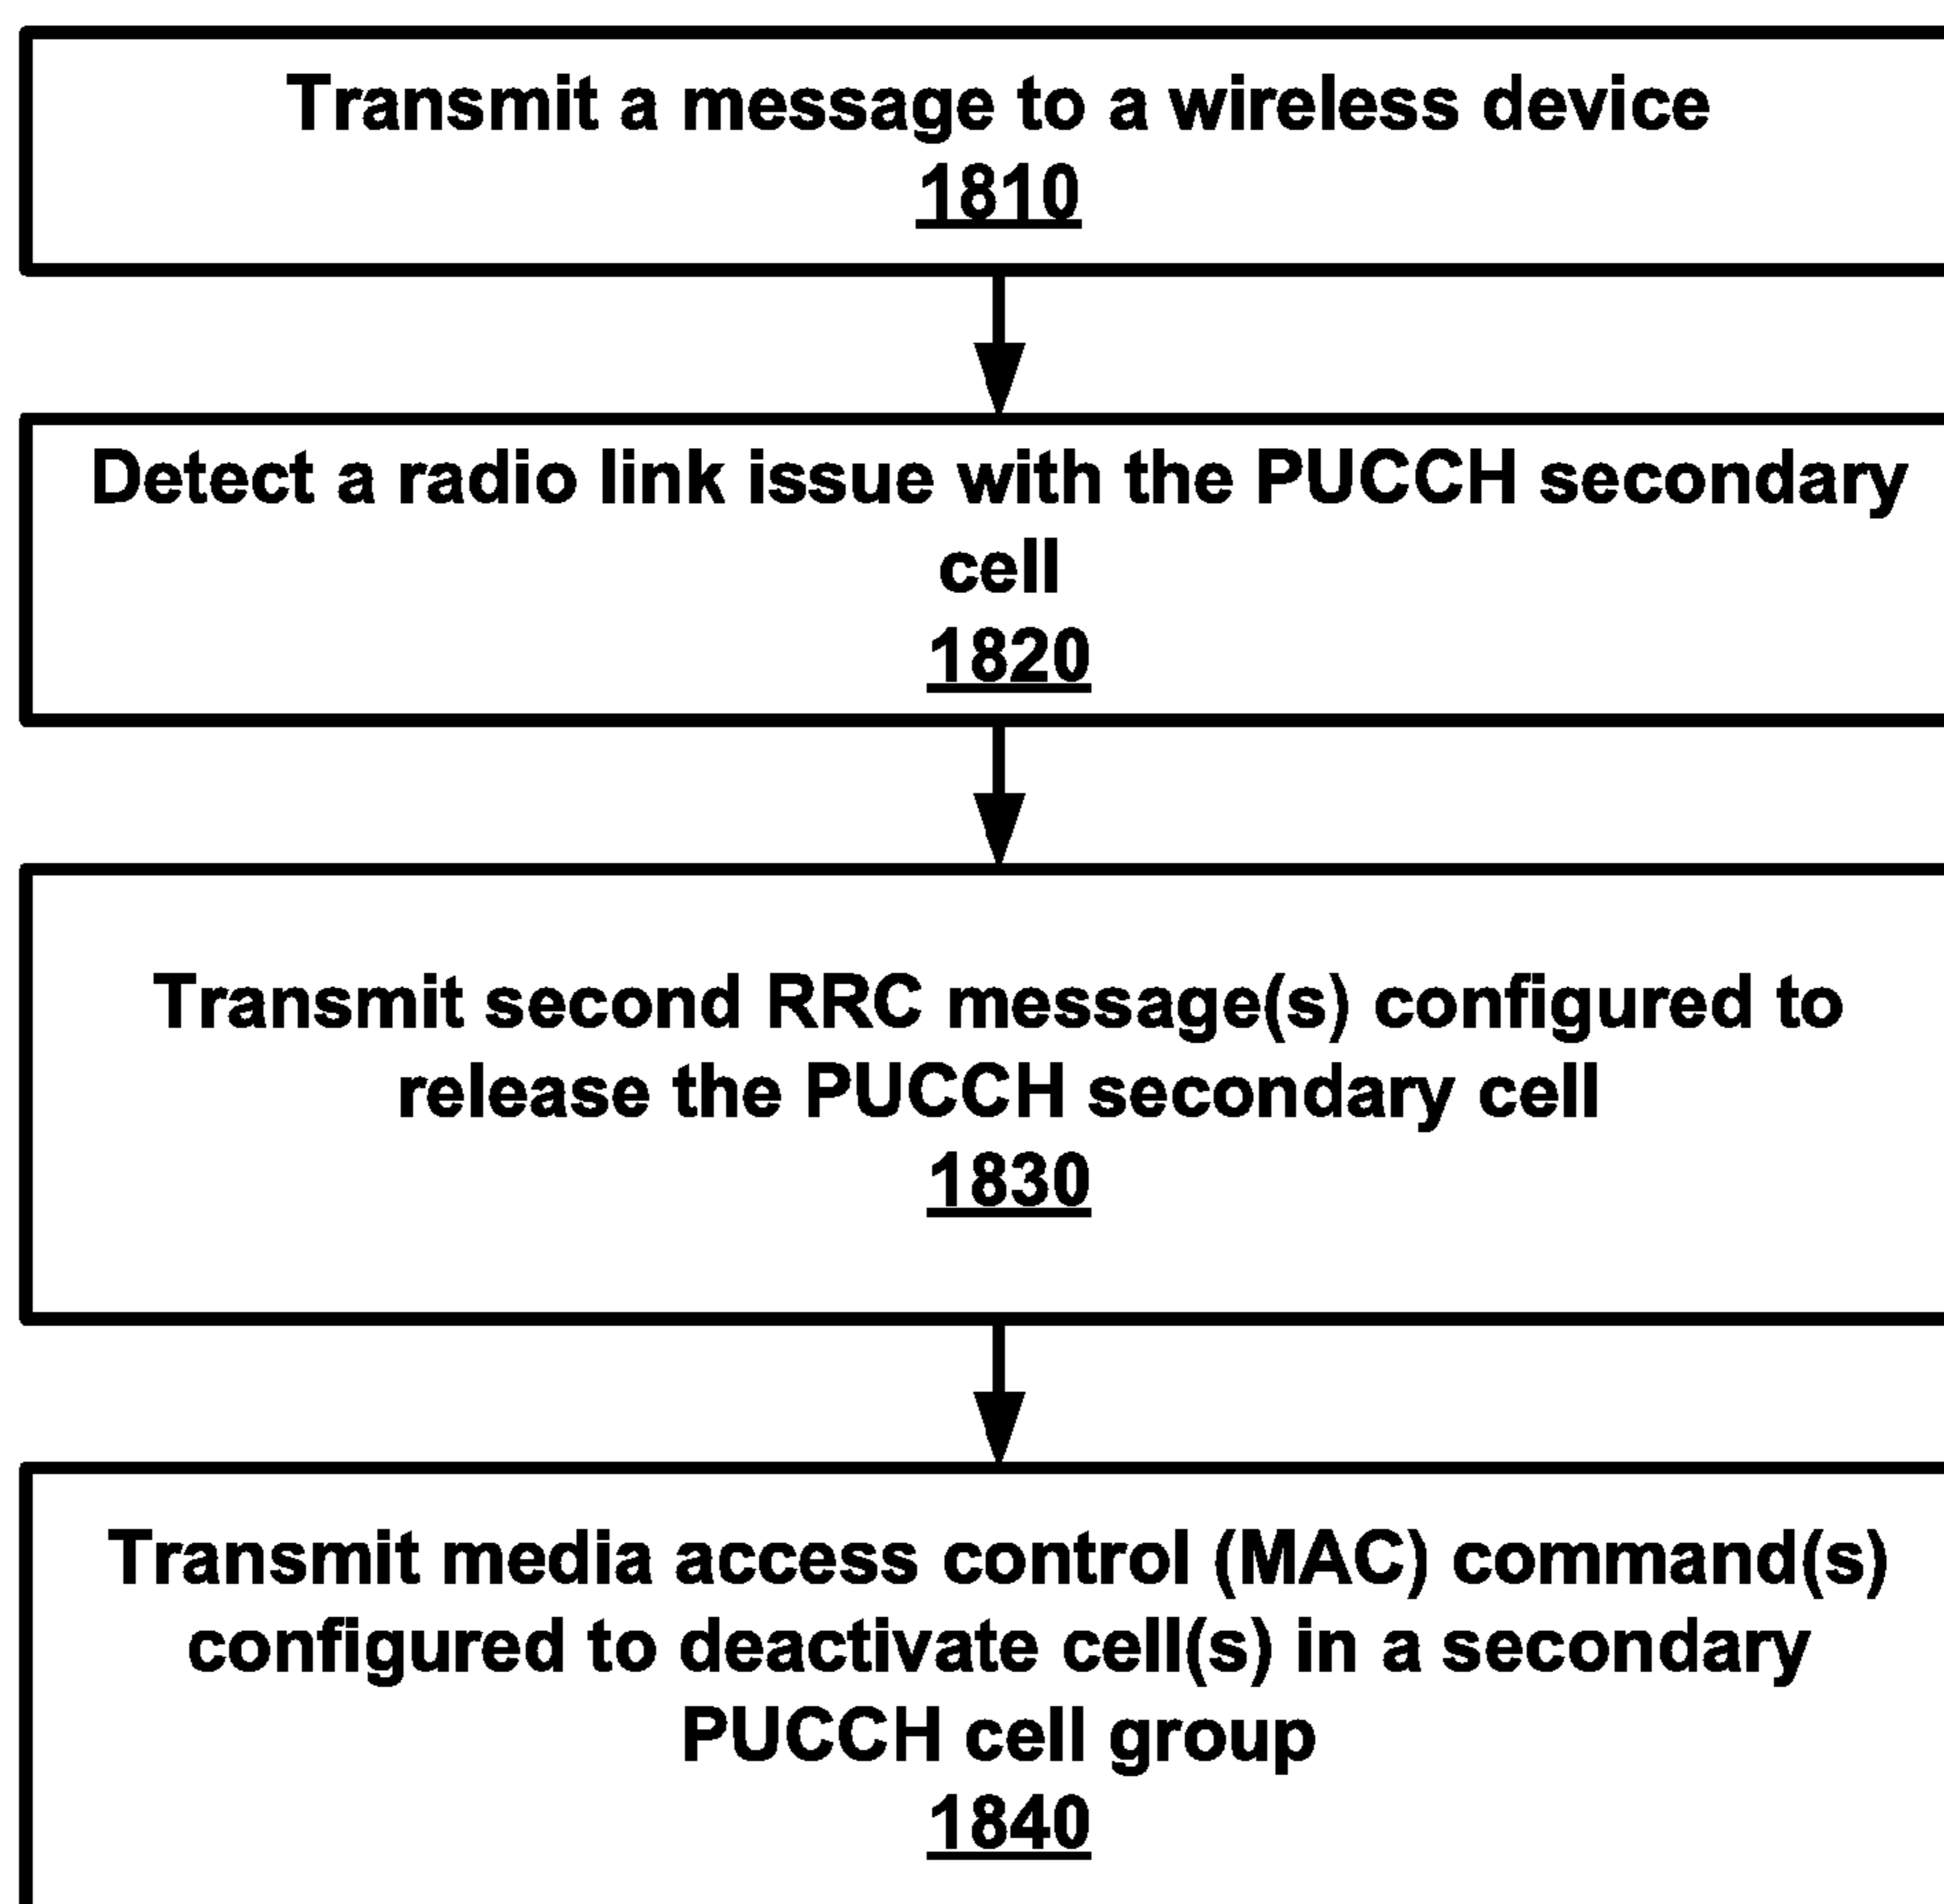 Transmit a message to a wireless device
1810
Detect a radio link issue with the PUCCH secondary
cell
1820
Transmit second RRC message(s) configured to
release the PUCCH secondary cell
1830
Transmit media access control (MAC) command(s)
configured to deactivate cell(s) in a secondary
PUCCH cell group
1840